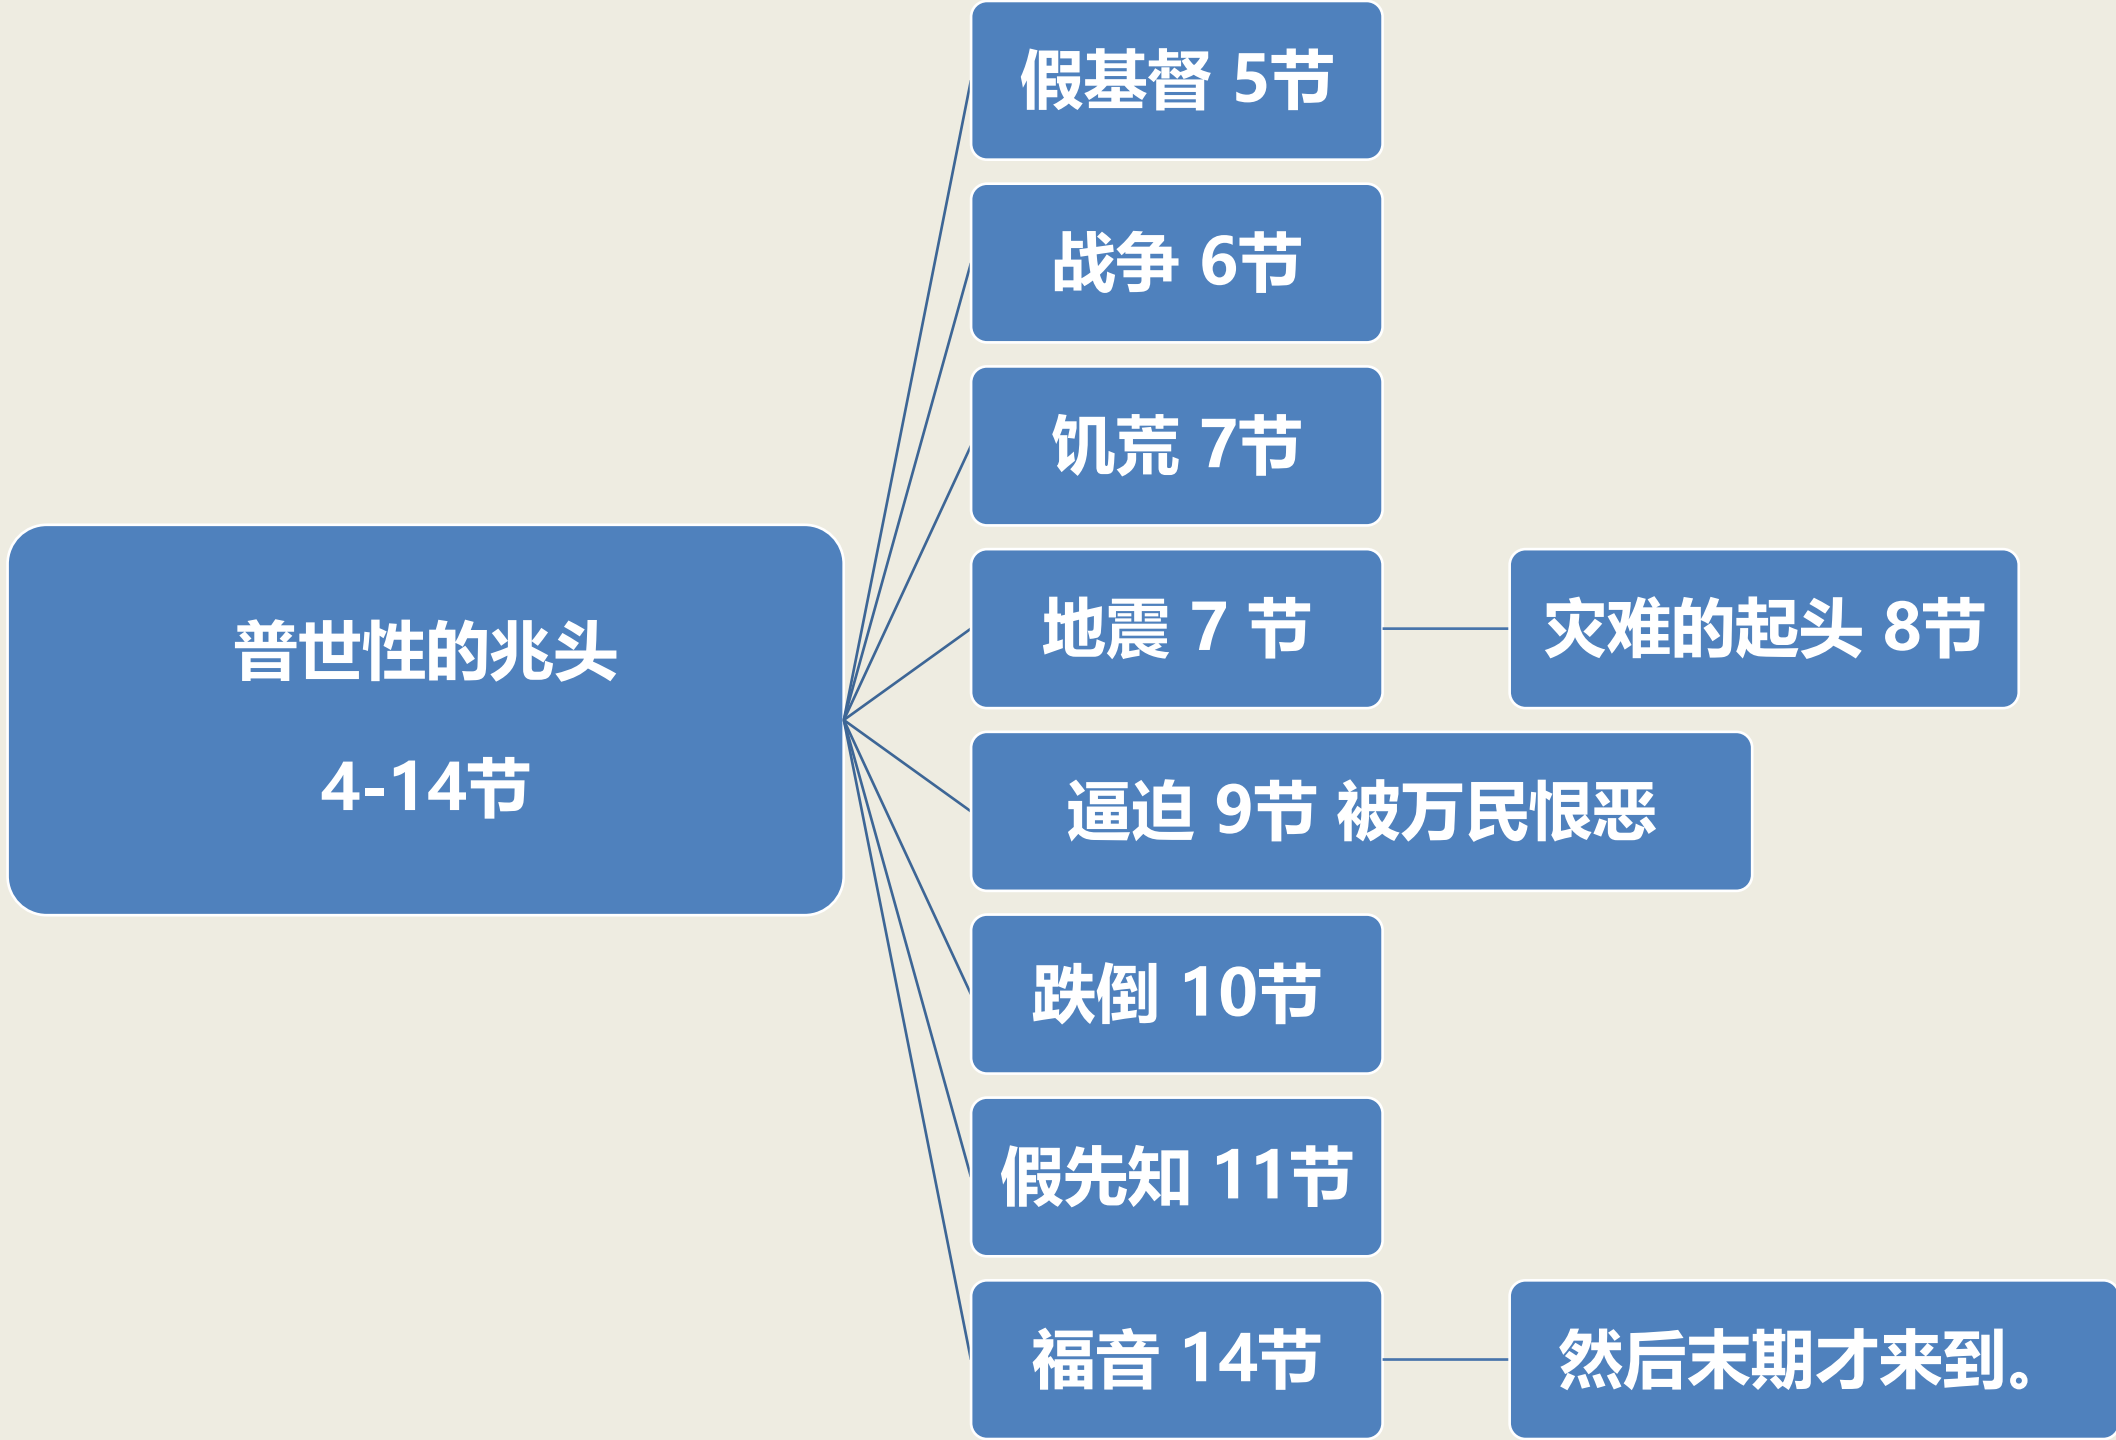 假基督 5节
战争 6节
饥荒 7节
地震 7 节
灾难的起头 8节
普世性的兆头
4-14节
逼迫 9节 被万民恨恶
跌倒 10节
假先知 11节
福音 14节
然后末期才来到。